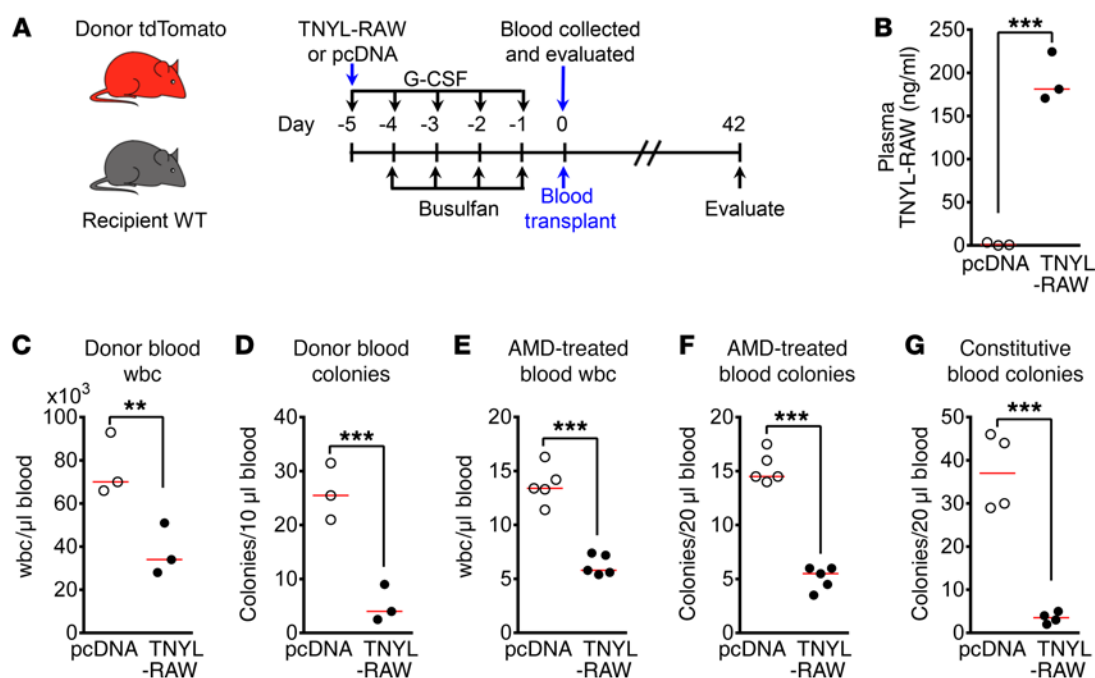 A
Donor tdTomato
Recipient WT
TNYL-RAW
or pcDNA
Blood collected
and evaluated
G-CSF
Day -5 -4 -3 -2 -1 0 42
Busulfan
Blood
transplant
Evaluate
B
***
Plasma
TNYL-RAW (ng/ml)
250
200
150
100
50
0
pcDNA TNYL
-RAW
C
Donor blood
wbc
x10³
**
wbc/µl blood
100
80
60
40
20
0
pcDNA TNYL
-RAW
D
Donor blood
colonies
***
Colonies/10 µl blood
40
30
20
10
0
pcDNA TNYL
-RAW
E
AMD-treated
blood wbc
***
wbc/µl blood
20
15
10
5
0
pcDNA TNYL
-RAW
F
AMD-treated
blood colonies
***
Colonies/20 µl blood
20
15
10
5
0
pcDNA TNYL
-RAW
G
Constitutive
blood colonies
***
Colonies/20 µl blood
50
40
30
20
10
0
pcDNA TNYL
-RAW